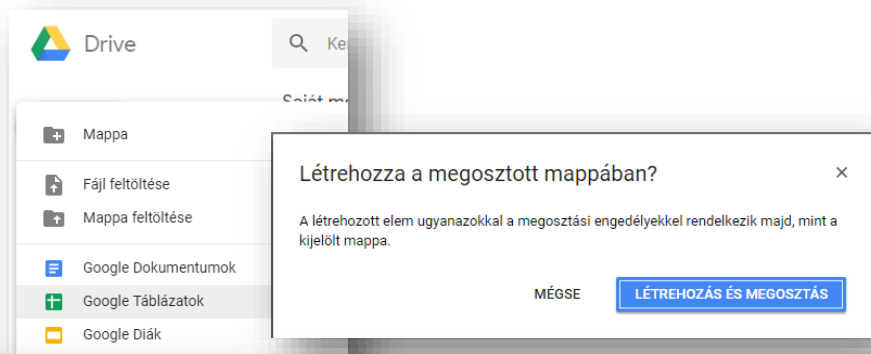 Drive
Mappa
Fájl feltöltése
Mappa feltöltése
Google Dokumentumok
Google Táblázatok
Google Diák
Létrehozza a megosztott mappában?
A létrehozott elem ugyanazokkal a megosztási engedélyekkel rendelkezik majd, mint a
kijelölt mappa.
MÉGSE
LÉTREHOZÁS ÉS MEGOSZTÁS